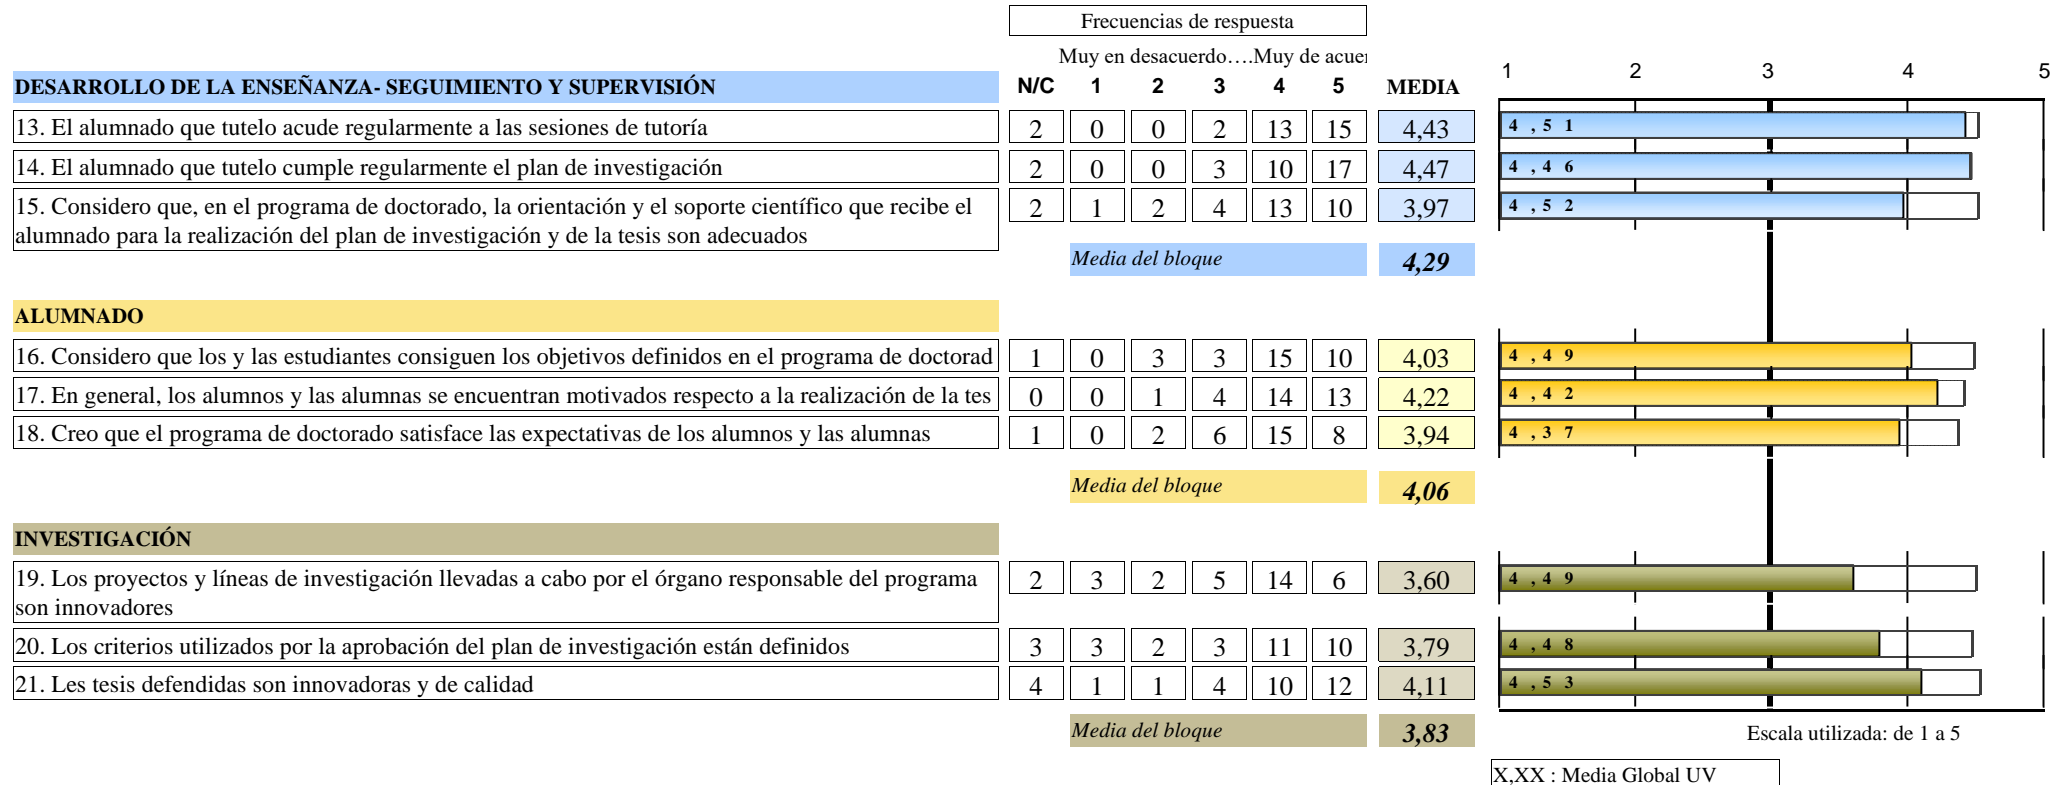 Frecuencias de respuesta
Muy en desacuerdo….Muy de acuer
1 2 3 4 5
DESARROLLO DE LA ENSEÑANZA- SEGUIMIENTO Y SUPERVISIÓN N/C 1 2 3 4 5 MEDIA
13. El alumnado que tutelo acude regularmente a las sesiones de tutoría 2 0 0 2 13 15 4,43 4,51
14. El alumnado que tutelo cumple regularmente el plan de investigación 2 0 0 3 10 17 4,47 4,46
15. Considero que, en el programa de doctorado, la orientación y el soporte científico que recibe el 2 1 2 4 13 10 3,97 4,52
alumnado para la realización del plan de investigación y de la tesis son adecuados
Media del bloque 4,29
ALUMNADO
16. Considero que los y las estudiantes consiguen los objetivos definidos en el programa de doctorad 1 0 3 3 15 10 4,03 4,49
17. En general, los alumnos y las alumnas se encuentran motivados respecto a la realización de la tes 0 0 1 4 14 13 4,22 4,42
18. Creo que el programa de doctorado satisface las expectativas de los alumnos y las alumnas 1 0 2 6 15 8 3,94 4,37
Media del bloque 4,06
INVESTIGACIÓN
19. Los proyectos y líneas de investigación llevadas a cabo por el órgano responsable del programa 2 3 2 5 14 6 3,60 4,49
son innovadores
20. Los criterios utilizados por la aprobación del plan de investigación están definidos 3 3 2 3 11 10 3,79 4,48
21. Les tesis defendidas son innovadoras y de calidad 4 1 1 4 10 12 4,11 4,53
Media del bloque 3,83 Escala utilizada: de 1 a 5
X,XX : Media Global UV